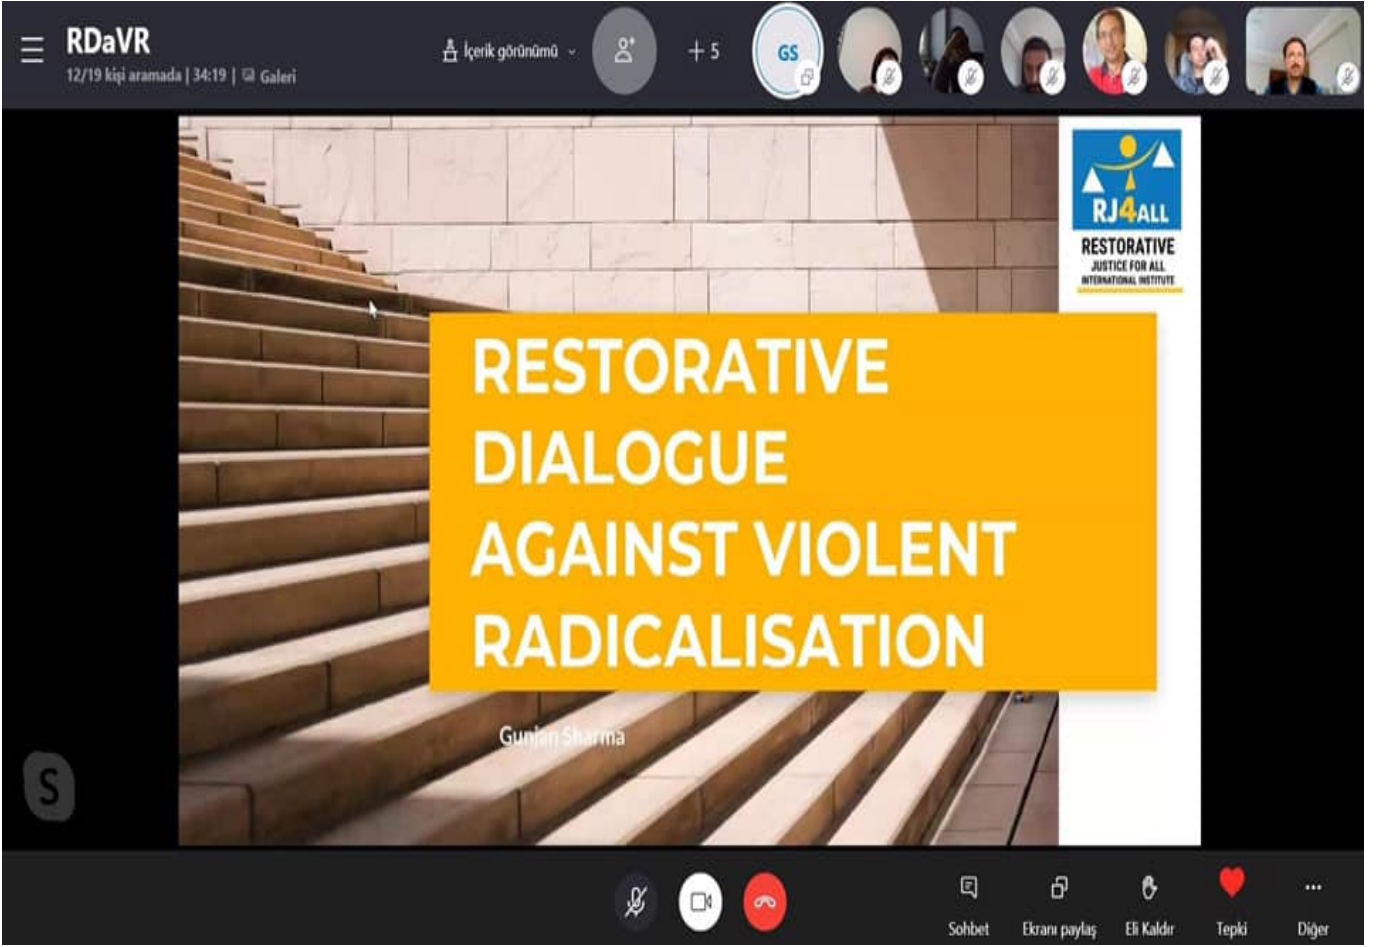 RDaVR
12/19 kişi aramada | 34:19 | Galeri
İçerik görünümü
+5
GS
RJ4ALL
RESTORATIVE
JUSTICE FOR ALL
INTERNATIONAL INSTITUTE
RESTORATIVE
DIALOGUE
AGAINST VIOLENT
RADICALISATION
Gunjan Sharma
S
Sohbet
Ekranı paylaş
Eli Kaldır
Tepki
Diğer